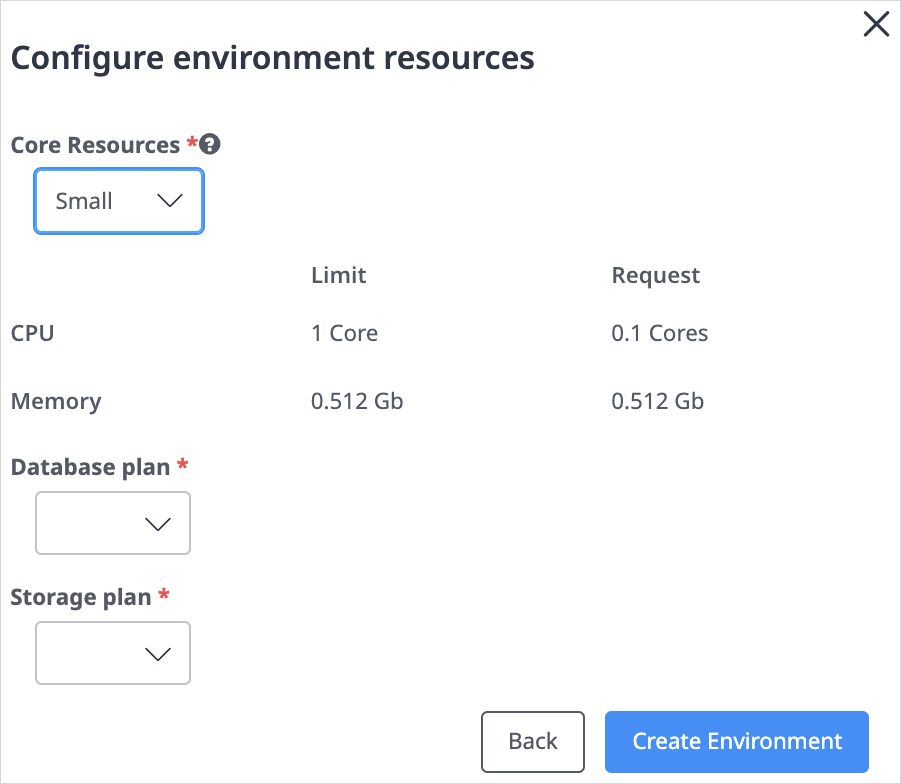 Configure environment resources
Core Resources *
Small
Limit Request
CPU 1 Core 0.1 Cores
Memory 0.512 Gb 0.512 Gb
Database plan *
Storage plan *
Back Create Environment